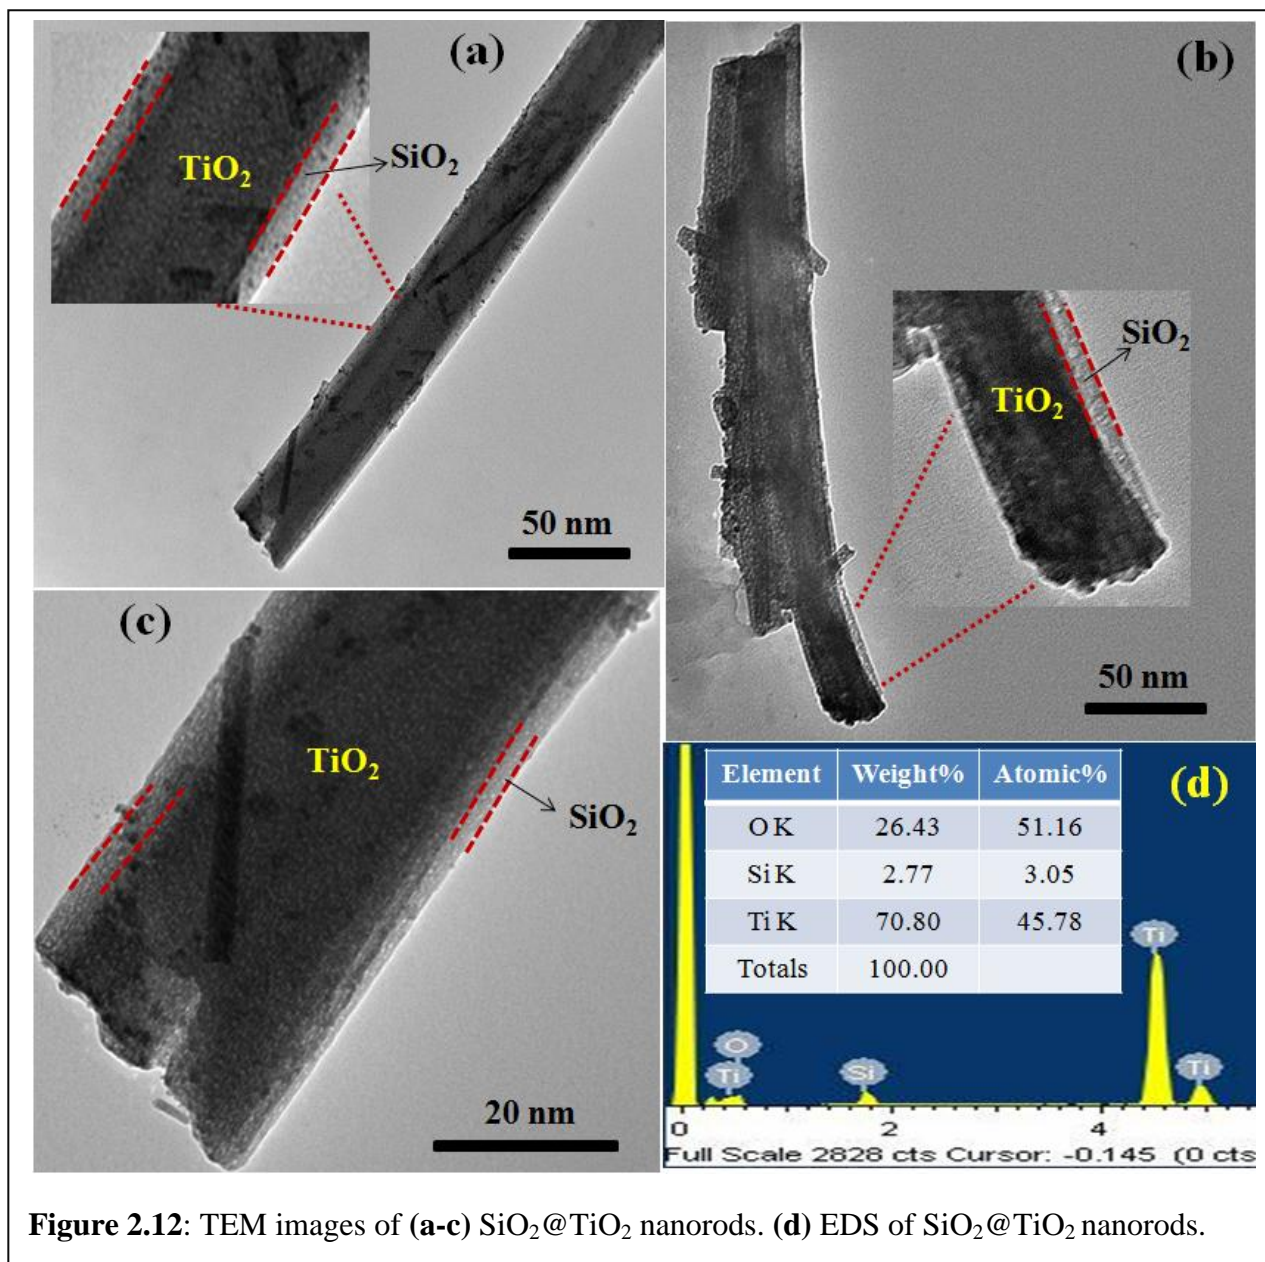 (a)
TiO₂
SiO₂
50 nm
(b)
SiO₂
TiO₂
50 nm
(c)
TiO₂
SiO₂
20 nm
(d)
Element Weight% Atomic%
O K 26.43 51.16
Si K 2.77 3.05
Ti K 70.80 45.78
Totals 100.00
Ti
O
Ti
Si
Ti
0 2 4
Full Scale 2828 cts Cursor: -0.145 (0 cts
Figure 2.12: TEM images of (a-c) SiO₂@TiO₂ nanorods. (d) EDS of SiO₂@TiO₂ nanorods.